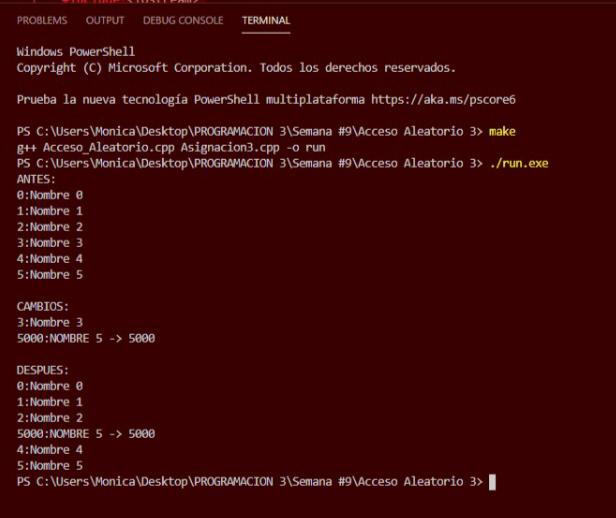 PROBLEMS OUTPUT DEBUG CONSOLE TERMINAL
Windows PowerShell
Copyright (C) Microsoft Corporation. Todos los derechos reservados.
Prueba la nueva tecnología PowerShell multiplataforma https://aka.ms/pscore6
PS C:\Users\Monica\Desktop\PROGRAMACION 3\Semana #9\Acceso Aleatorio 3> make
g++ Acceso_Aleatorio.cpp Asignacion3.cpp -o run
PS C:\Users\Monica\Desktop\PROGRAMACION 3\Semana #9\Acceso Aleatorio 3> ./run.exe
ANTES:
0:Nombre 0
1:Nombre 1
2:Nombre 2
3:Nombre 3
4:Nombre 4
5:Nombre 5
CAMBIOS:
3:Nombre 3
5000:NOMBRE 5 -> 5000
DESPUES:
0:Nombre 0
1:Nombre 1
2:Nombre 2
5000:NOMBRE 5 -> 5000
4:Nombre 4
5:Nombre 5
PS C:\Users\Monica\Desktop\PROGRAMACION 3\Semana #9\Acceso Aleatorio 3>